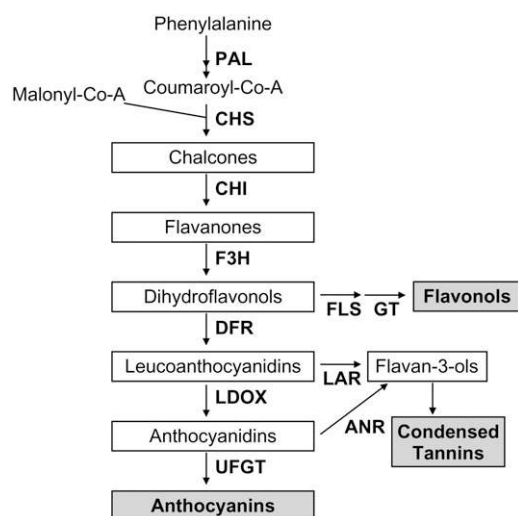 Phenylalanine
PAL
Malonyl-Co-A
Coumaroyl-Co-A
CHS
Chalcones
CHI
Flavanones
F3H
Dihydroflavonols
FLS
GT
Flavonols
DFR
Leucoanthocyanidins
LAR
Flavan-3-ols
LDOX
Anthocyanidins
ANR
Condensed
Tannins
UFGT
Anthocyanins